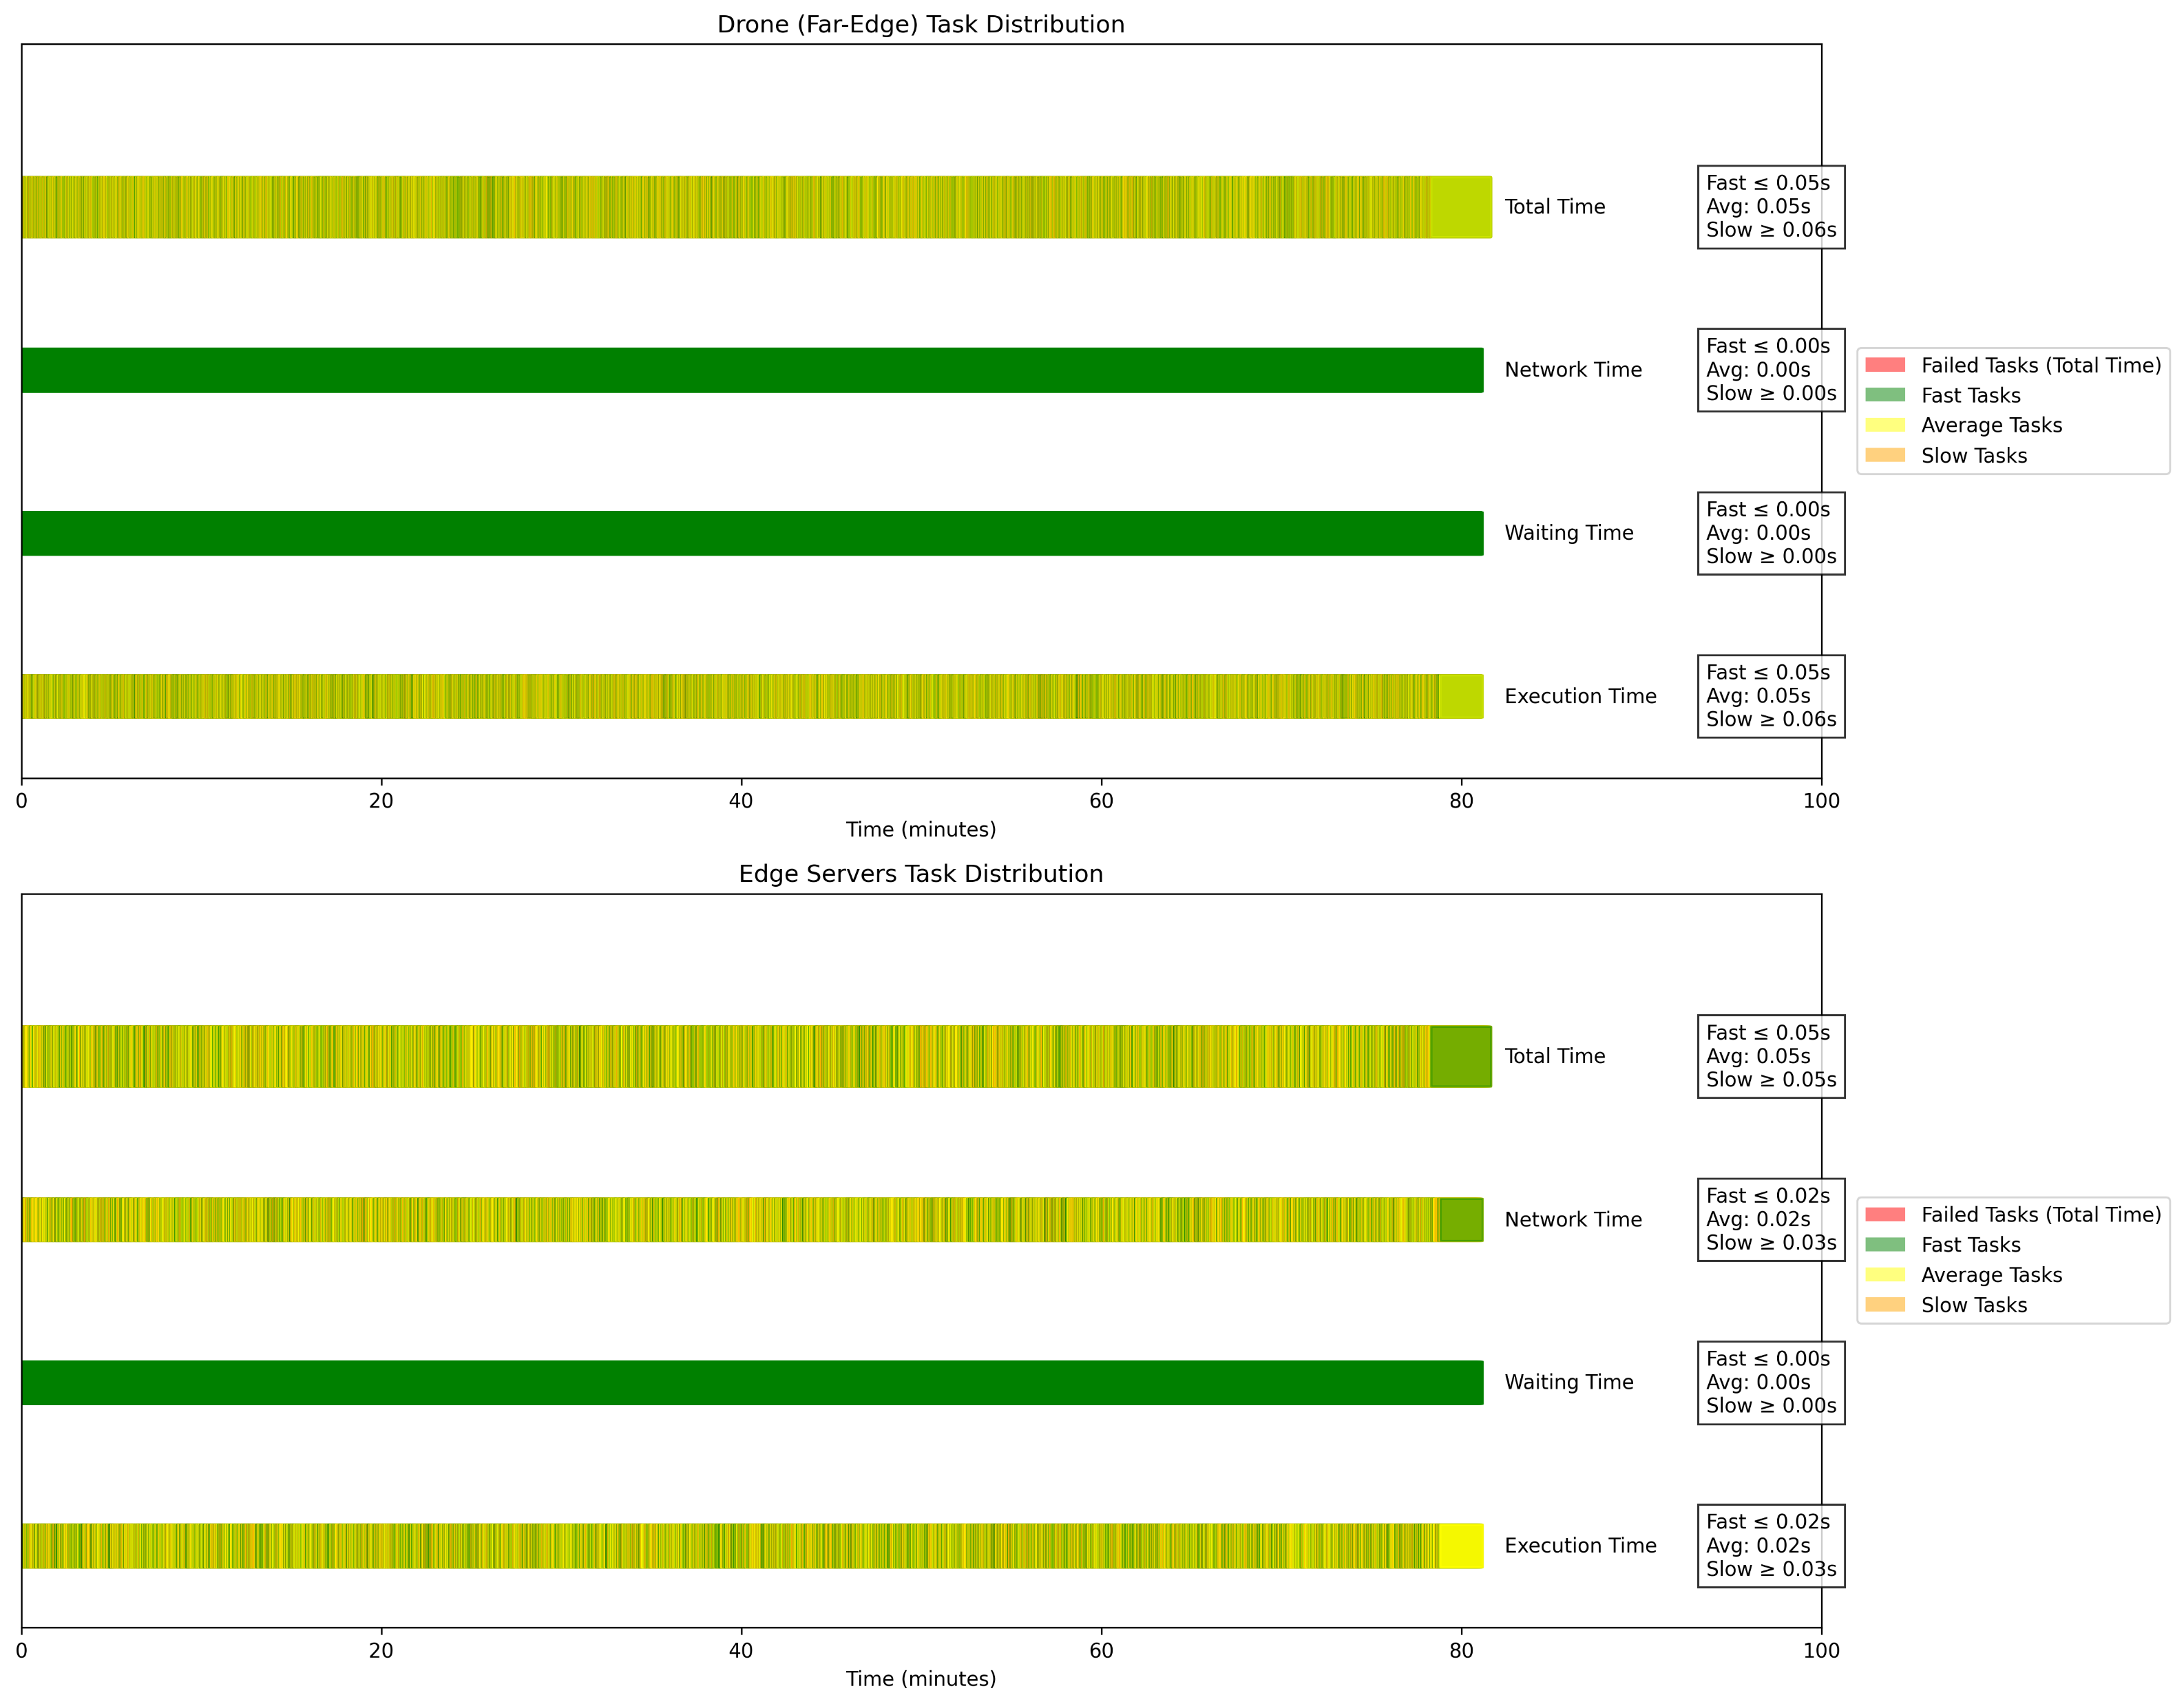 Drone (Far-Edge) Task Distribution
Total Time
Fast ≤ 0.05s
Avg: 0.05s
Slow ≥ 0.06s
Network Time
Fast ≤ 0.00s
Avg: 0.00s
Slow ≥ 0.00s
Failed Tasks (Total Time)
Fast Tasks
Average Tasks
Slow Tasks
Waiting Time
Fast ≤ 0.00s
Avg: 0.00s
Slow ≥ 0.00s
Execution Time
Fast ≤ 0.05s
Avg: 0.05s
Slow ≥ 0.06s
0 20 40 60 80 100
Time (minutes)
Edge Servers Task Distribution
Total Time
Fast ≤ 0.05s
Avg: 0.05s
Slow ≥ 0.05s
Network Time
Fast ≤ 0.02s
Avg: 0.02s
Slow ≥ 0.03s
Failed Tasks (Total Time)
Fast Tasks
Average Tasks
Slow Tasks
Waiting Time
Fast ≤ 0.00s
Avg: 0.00s
Slow ≥ 0.00s
Execution Time
Fast ≤ 0.02s
Avg: 0.02s
Slow ≥ 0.03s
0 20 40 60 80 100
Time (minutes)